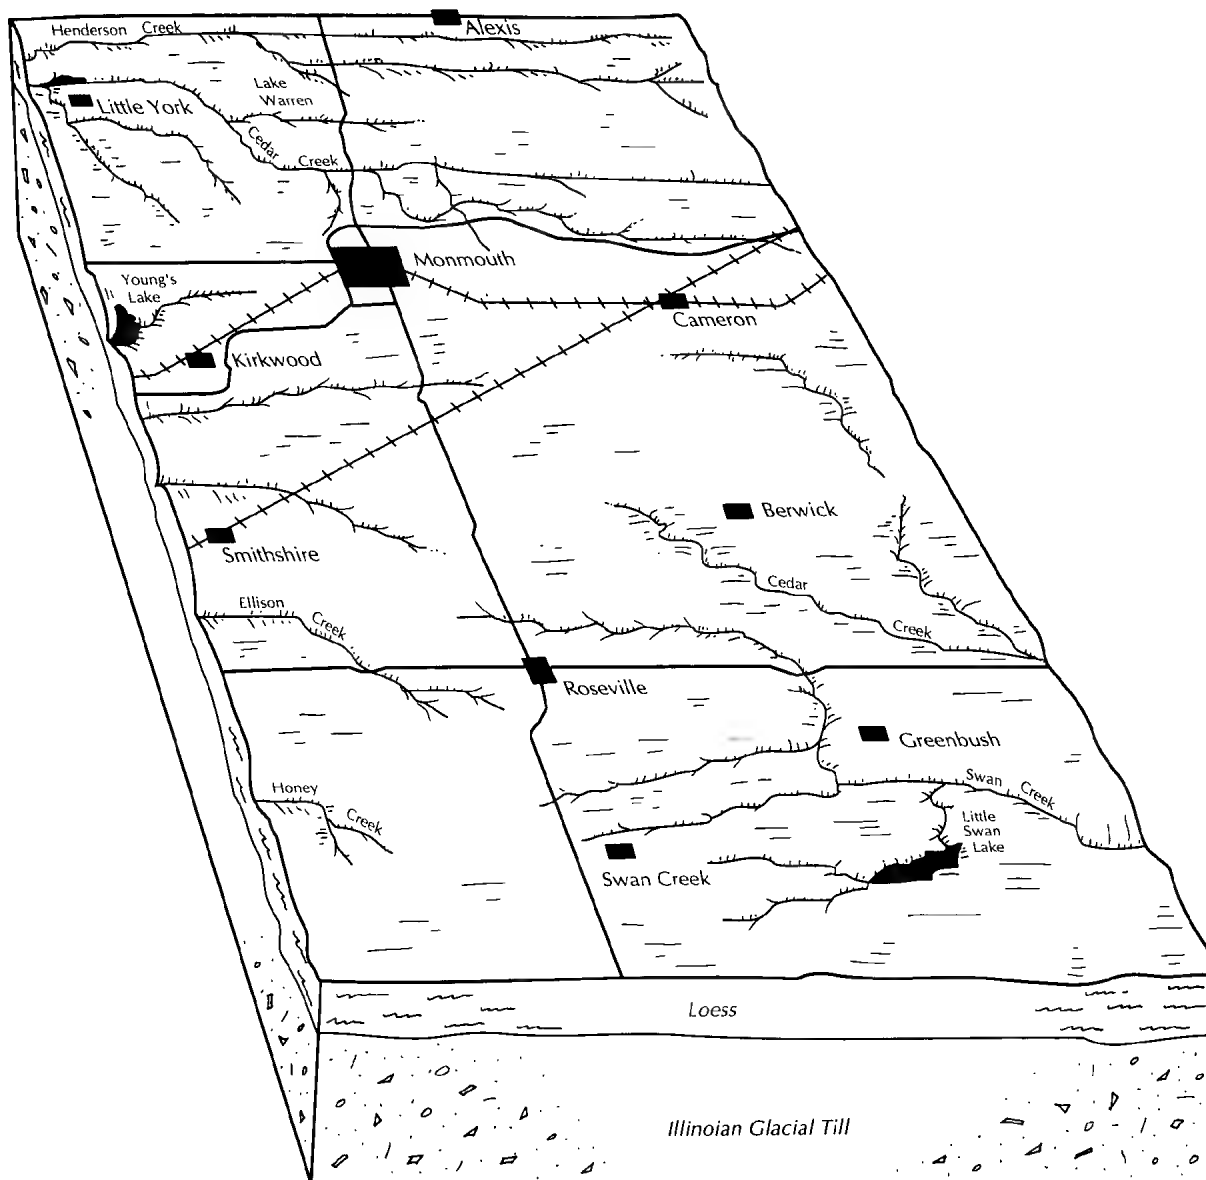 Henderson Creek
Alexis
Lake
Warren
Little York
Cedar
Creek
Monmouth
Young's
Lake
Cameron
Kirkwood
Berwick
Smithshire
Cedar
Ellison
Creek
Creek
Roseville
Greenbush
Swan
Creek
Honey
Creek
Little
Swan
Lake
Swan Creek
Loess
Illinoian Glacial Till